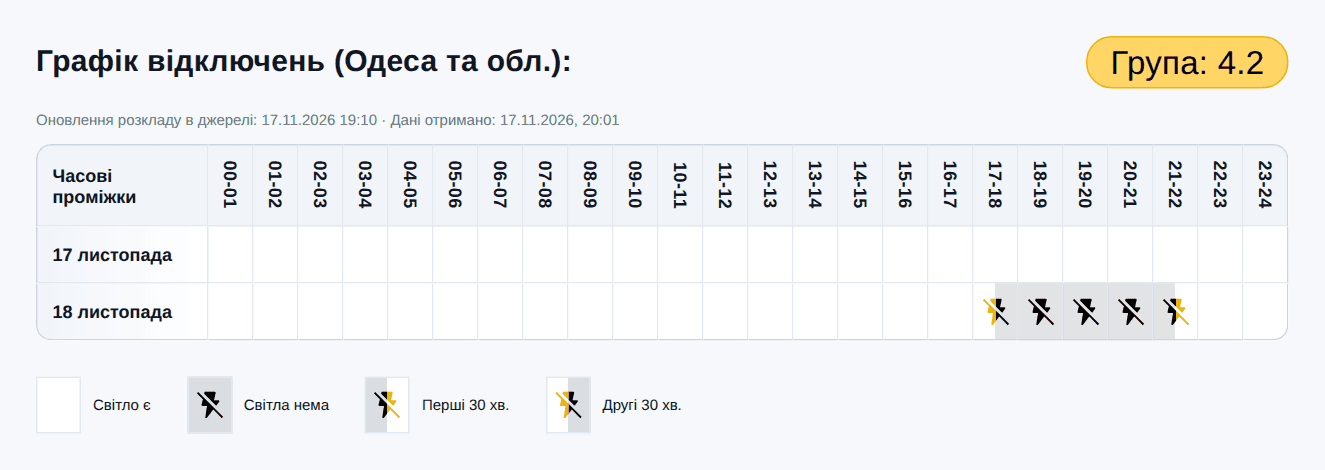 Графік відключень (Одеса та обл.):
Група: 4.2
Оновлення розкладу в джерелі: 17.11.2026 19:10 · Дані отримано: 17.11.2026, 20:01
Часові
проміжки
00-01
01-02
02-03
03-04
04-05
05-06
06-07
07-08
08-09
09-10
10-11
11-12
12-13
13-14
14-15
15-16
16-17
17-18
18-19
19-20
20-21
21-22
22-23
23-24
17 листопада
18 листопада
Світло є
Світла нема
Перші 30 хв.
Другі 30 хв.